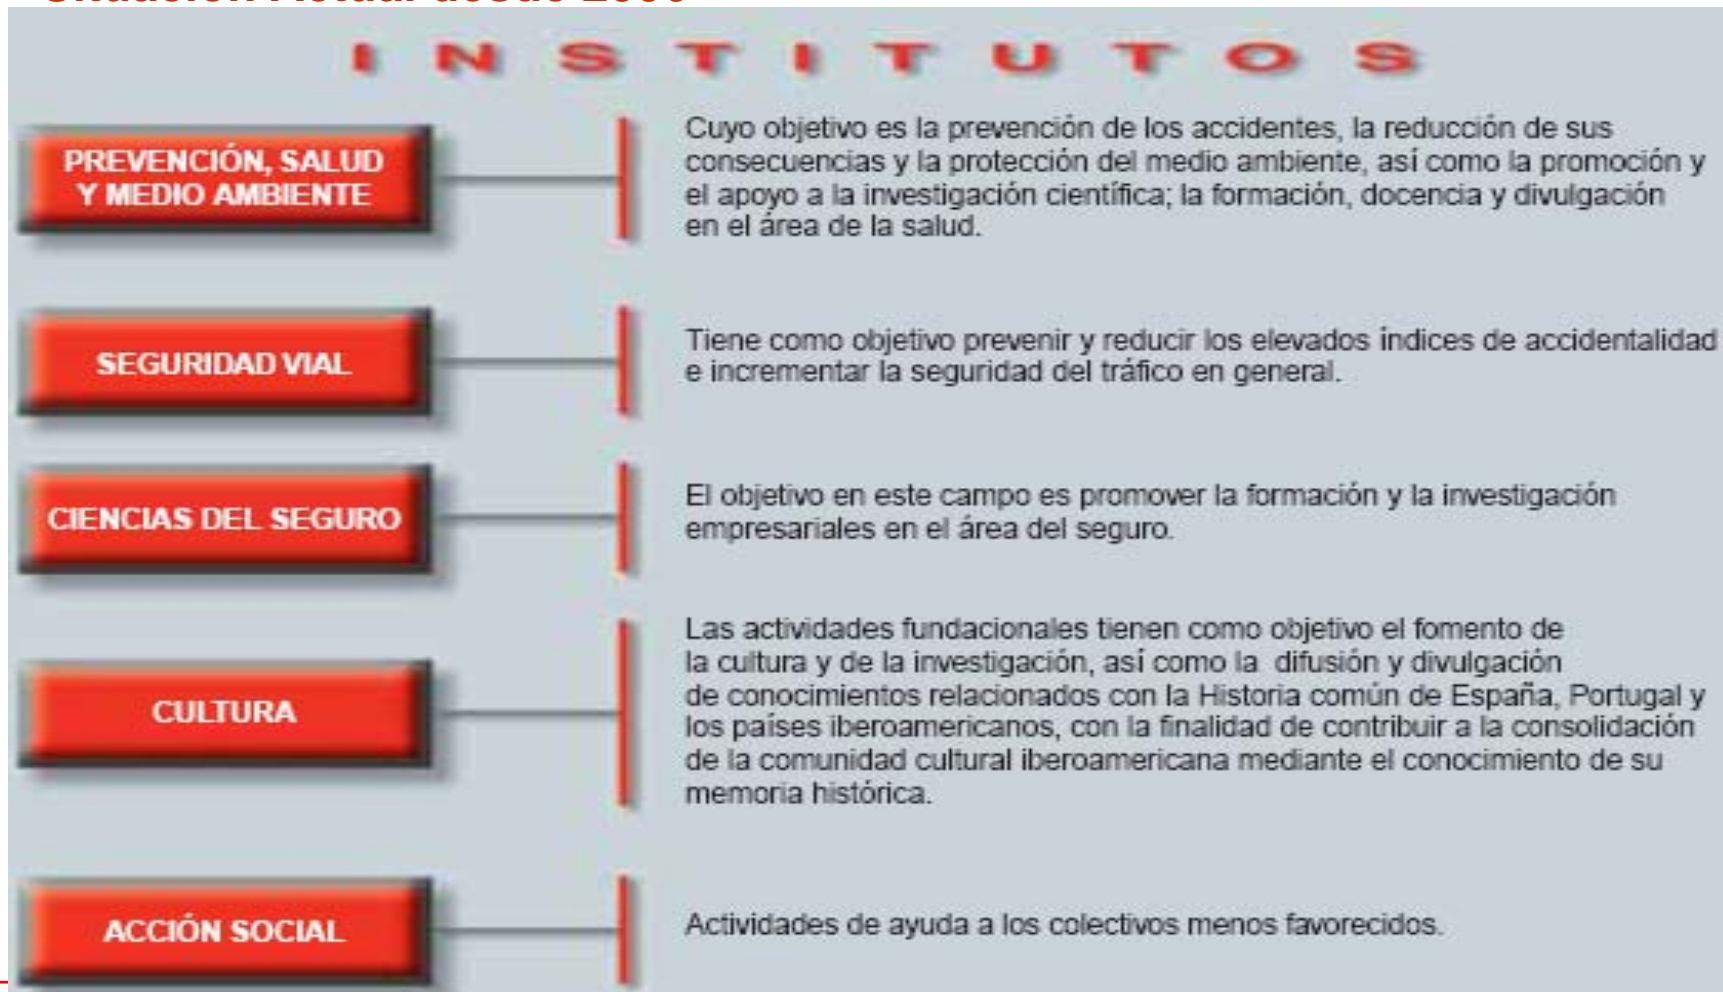 Situación Actual desde
INSTITUTOS
PREVENCIÓN, SALUD
Y MEDIO AMBIENTE
Cuyo objetivo es la prevención de los accidentes, la reducción de sus
consecuencias y la protección del medio ambiente, así como la promoción y
el apoyo a la investigación científica; la formación, docencia y divulgación
en el área de la salud.
SEGURIDAD VIAL
Tiene como objetivo prevenir y reducir los elevados índices de accidentalidad
e incrementar la seguridad del tráfico en general.
CIENCIAS DEL SEGURO
El objetivo en este campo es promover la formación y la investigación
empresariales en el área del seguro.
CULTURA
Las actividades fundacionales tienen como objetivo el fomento de
la cultura y de la investigación, así como la difusión y divulgación
de conocimientos relacionados con la Historia común de España, Portugal y
los países iberoamericanos, con la finalidad de contribuir a la consolidación
de la comunidad cultural iberoamericana mediante el conocimiento de su
memoria histórica.
ACCIÓN SOCIAL
Actividades de ayuda a los colectivos menos favorecidos.